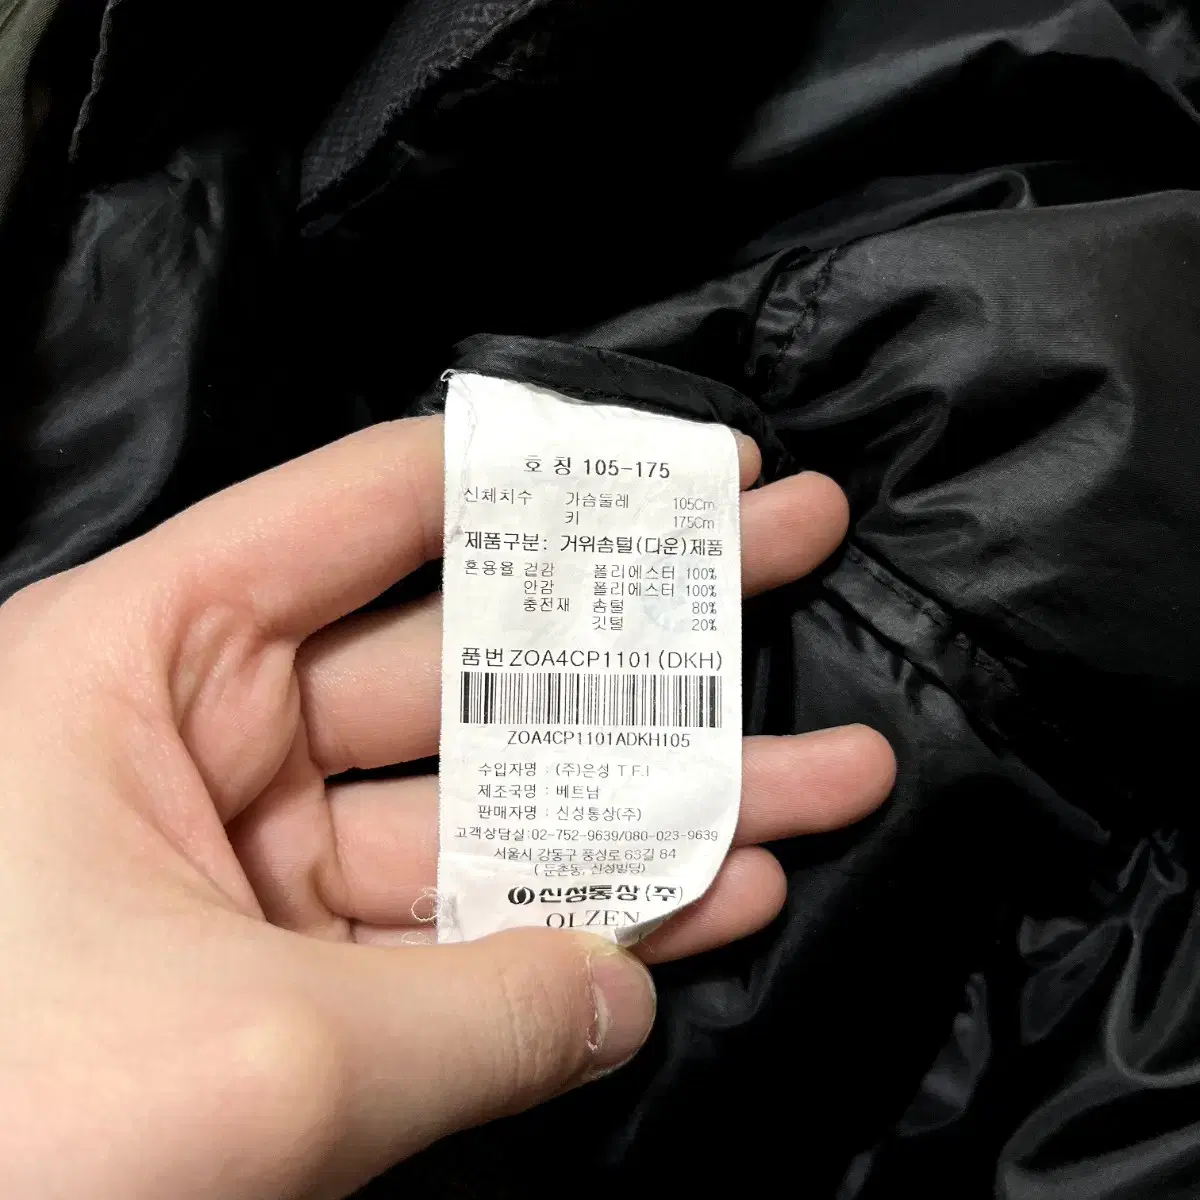 호 칭 105-175
신체치수 가슴둘레 105Cm
키 175Cm
제품구분: 거위솜털(다운)제품
혼용율 겉감 폴리에스터 100%
안감 폴리에스터 100%
충전재 솜털 80%
깃털 20%
품번 ZOA4CP1101(DKH)
ZOA4CP1101ADKH105
수입자명 : (주)은성 T.F.I
제조국명 : 베트남
판매자명 : 신성통상(주)
고객상담실:02-752-9639/080-023-9639
서울시 강동구 풍성로 63길 84
( 둔촌동, 신성빌딩)
신성통상(주)
OLZEN